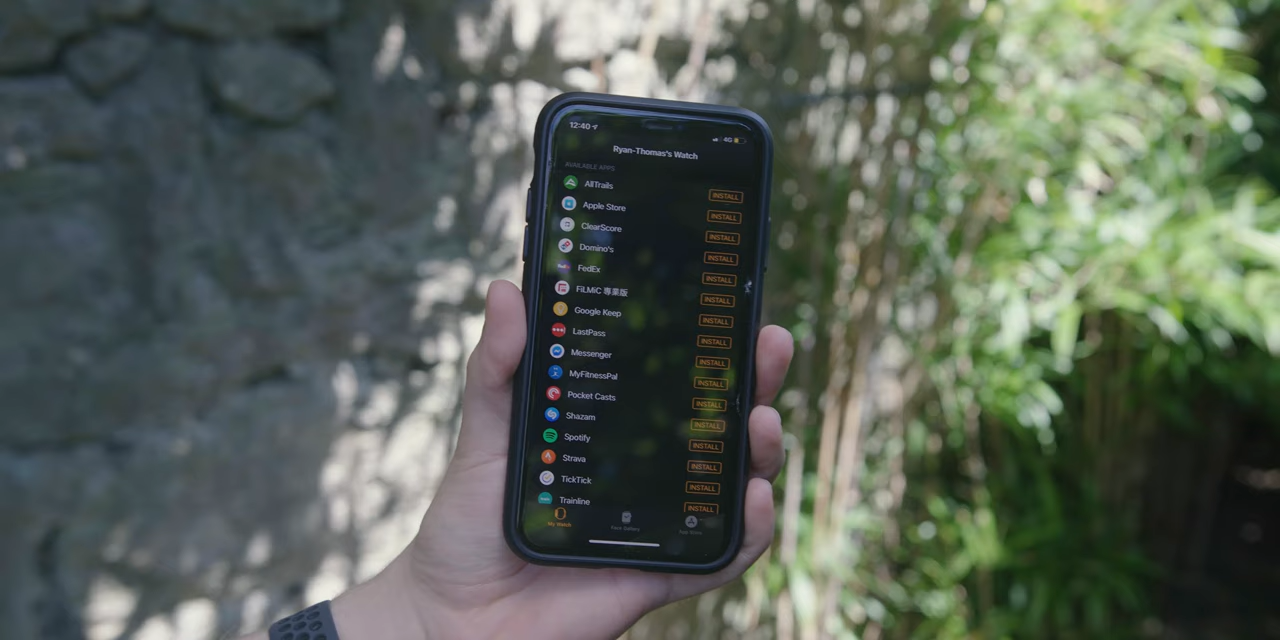 12:40
4G
Ryan-Thomas's Watch
AVAILABLE APPS
AllTrails INSTALL
Apple Store INSTALL
ClearScore INSTALL
Domino's INSTALL
FedEx INSTALL
FiLMiC 專業版 INSTALL
Google Keep INSTALL
LastPass INSTALL
Messenger INSTALL
MyFitnessPal INSTALL
Pocket Casts INSTALL
Shazam INSTALL
Spotify INSTALL
Strava INSTALL
TickTick INSTALL
Trainline INSTALL
My Watch Face Gallery App Store